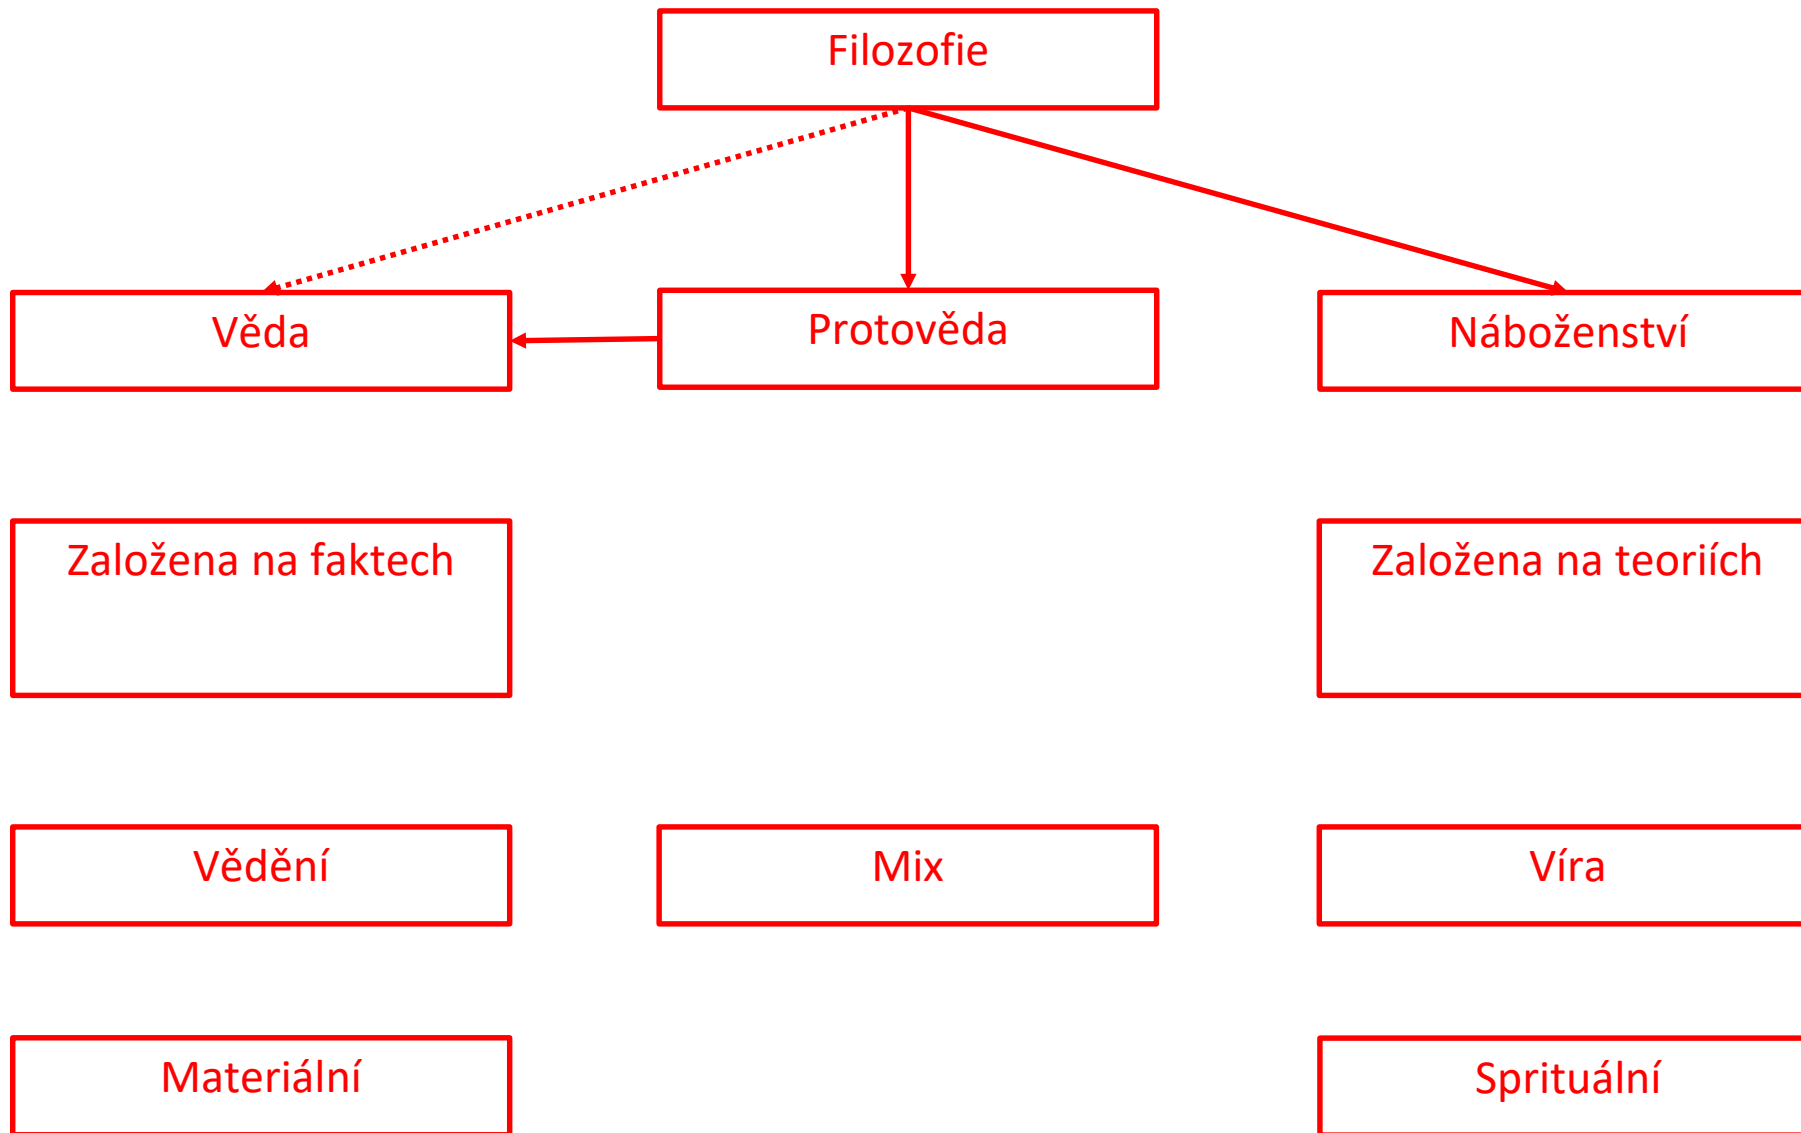 Filozofie
Věda
Protověda
Náboženství
Založena na faktech
Založena na teoriích
Vědění
Mix
Víra
Materiální
Sprituální